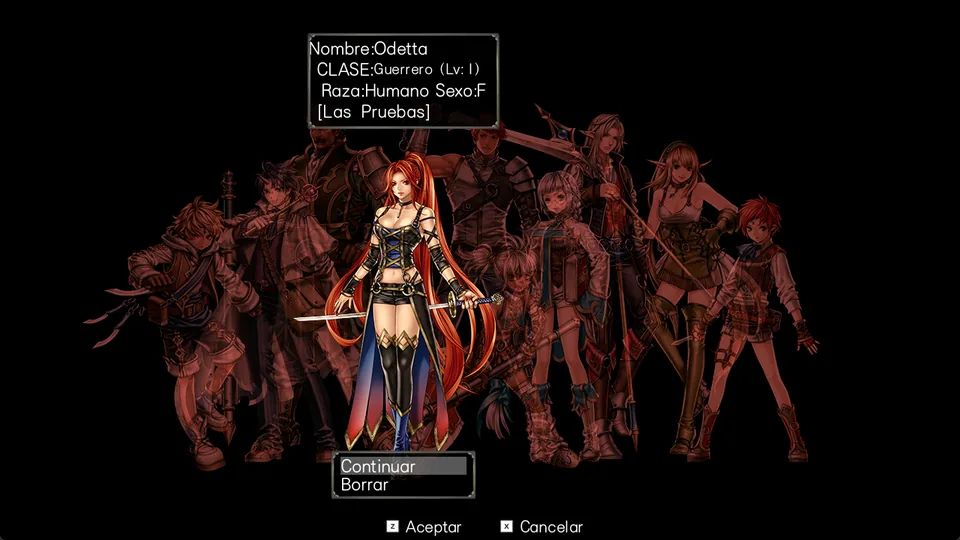 Nombre:Odetta
CLASE:Guerrero (Lv:1)
Raza:Humano Sexo:F
[Las Pruebas]
Continuar
Borrar
z Aceptar x Cancelar